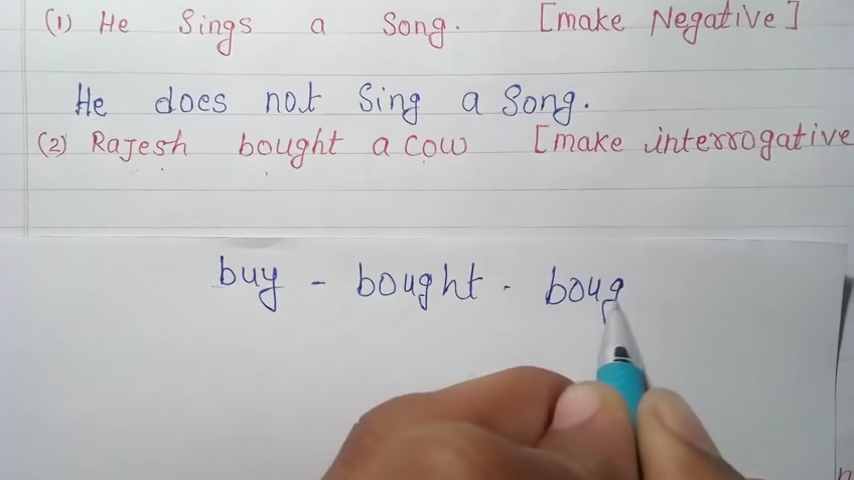 (1) He Sings a Song. [make Negative]
He does not Sing a Song.
(2) Rajesh bought a cow [make interrogative
buy - bought - boug